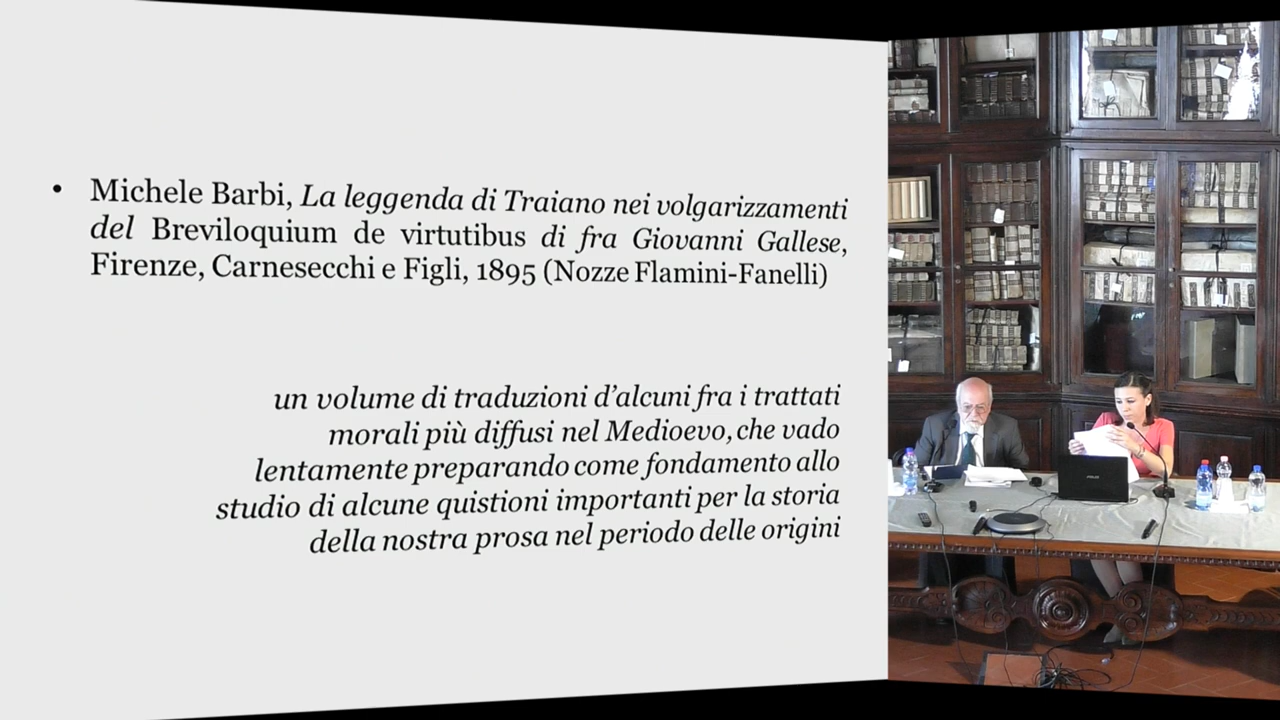 • Michele Barbi, La leggenda di Traiano nei volgarizzamenti
del Breviloquium de virtutibus di fra Giovanni Gallese,
Firenze, Carnesecchi e Figli, 1895 (Nozze Flamini-Fanelli)
un volume di traduzioni d’alcuni fra i trattati
morali più diffusi nel Medioevo, che vado
lentamente preparando come fondamento allo
studio di alcune quistioni importanti per la storia
della nostra prosa nel periodo delle origini